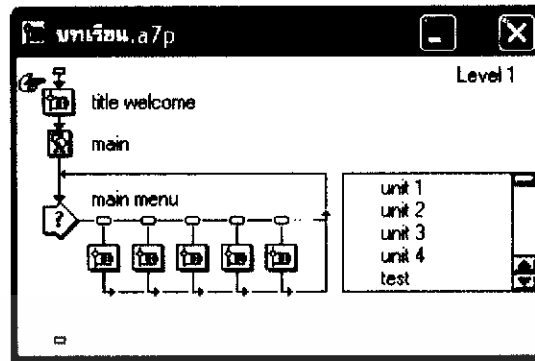 บทเรียน.a7p
Level 1
title welcome
main
main menu
?
unit 1
unit 2
unit 3
unit 4
test